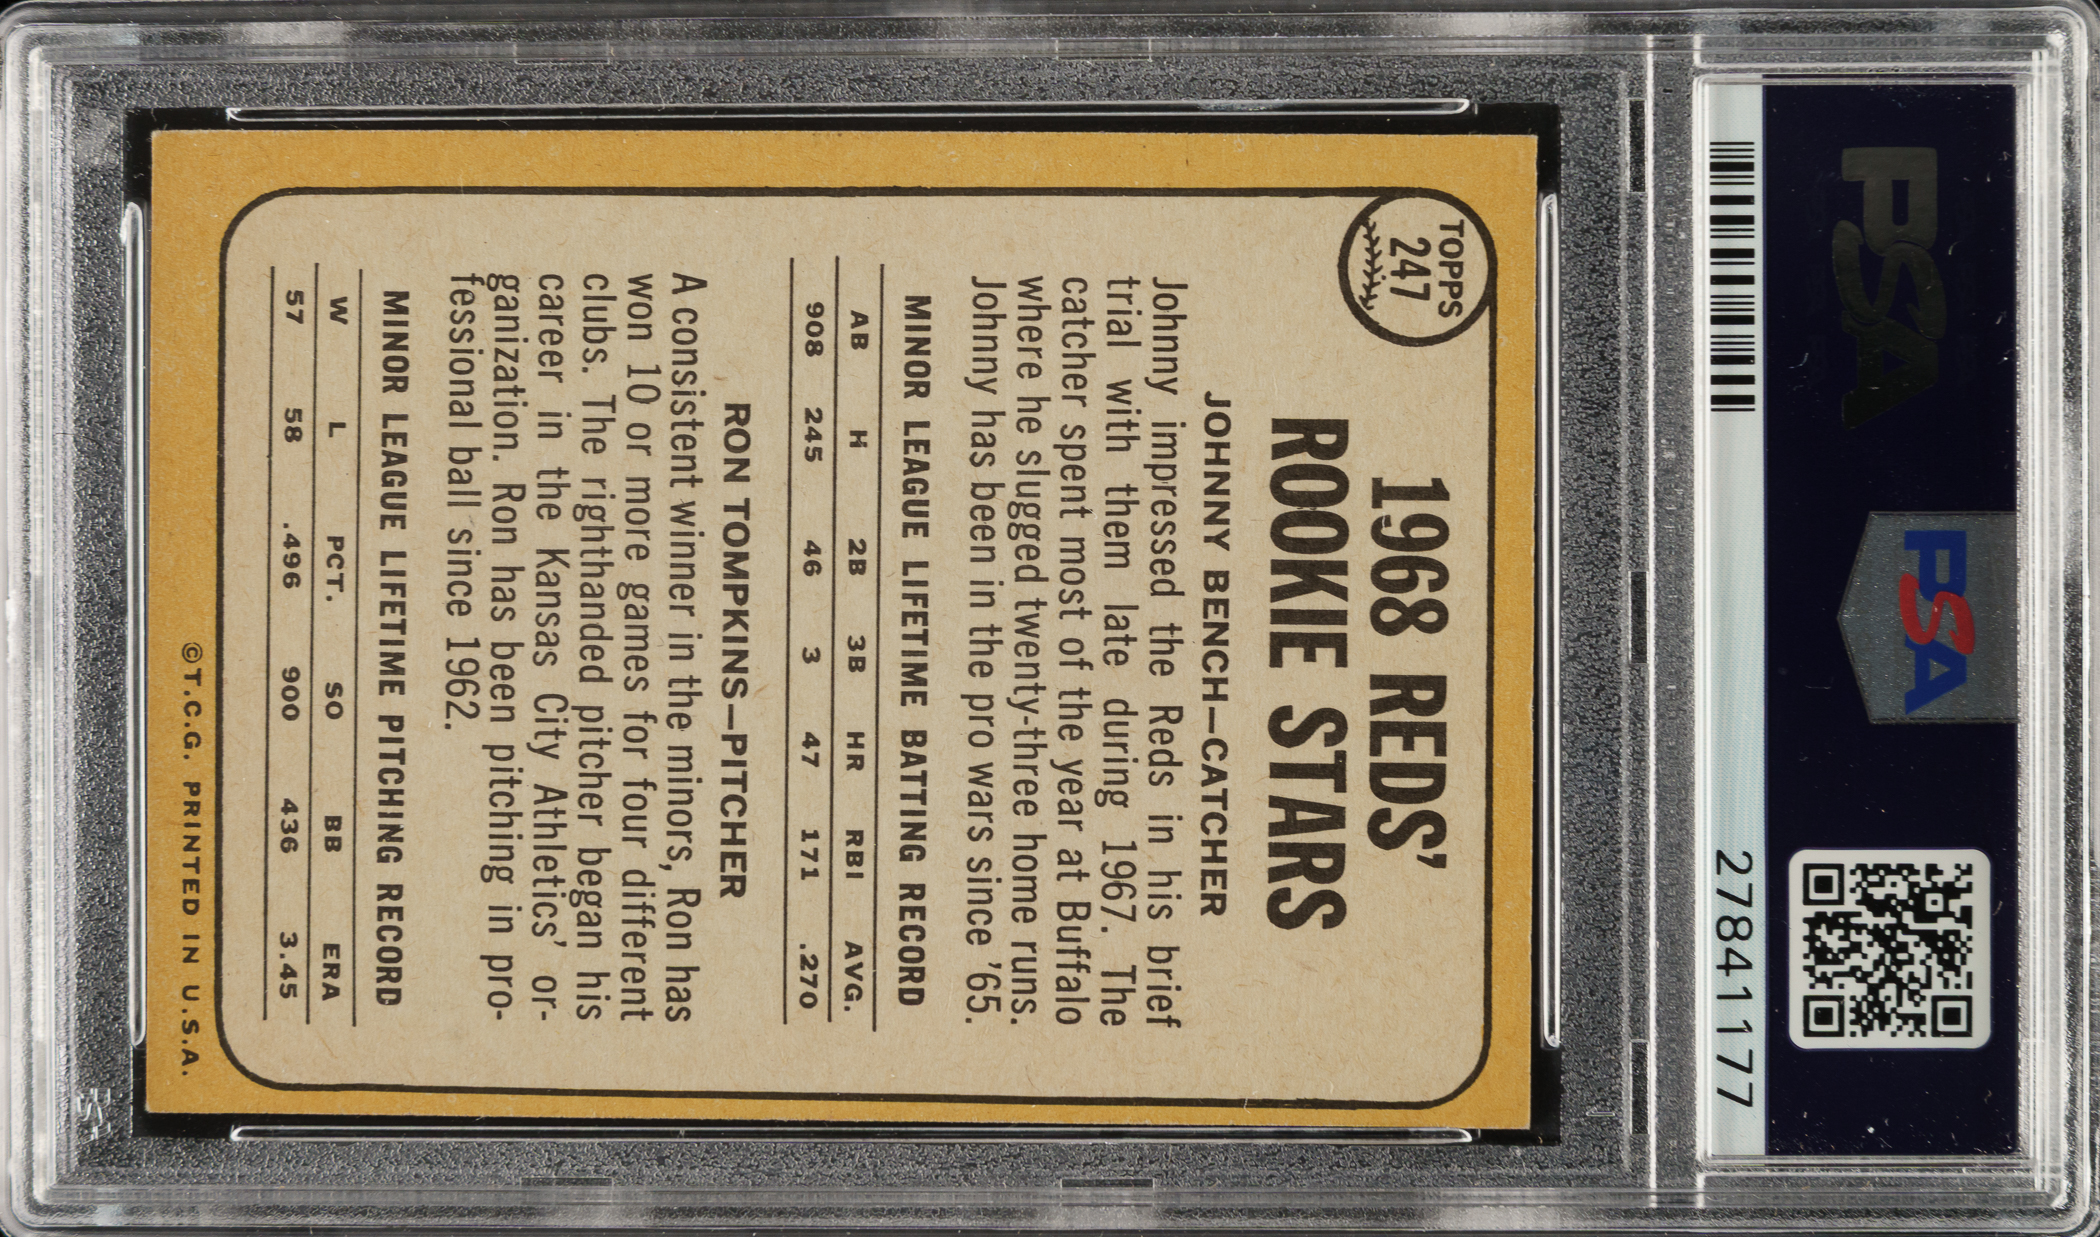 PSA
PSA
27841177
TOPPS
247
1968 REDS'
ROOKIE STARS
JOHNNY BENCH—CATCHER
Johnny impressed the Reds in his brief
trial with them late during 1967. The
catcher spent most of the year at Buffalo
where he slugged twenty-three home runs.
Johnny has been in the pro wars since '65.
MINOR LEAGUE LIFETIME BATTING RECORD
AB H 2B 3B HR RBI AVG.
908 245 46 3 47 171 .270
RON TOMPKINS—PITCHER
A consistent winner in the minors, Ron has
won 10 or more games for four different
clubs. The righthanded pitcher began his
career in the Kansas City Athletics' or-
ganization. Ron has been pitching in pro-
fessional ball since 1962.
MINOR LEAGUE LIFETIME PITCHING RECORD
W L PCT. SO BB ERA
57 58 .496 900 436 3.45
©T.C.G. PRINTED IN U.S.A.